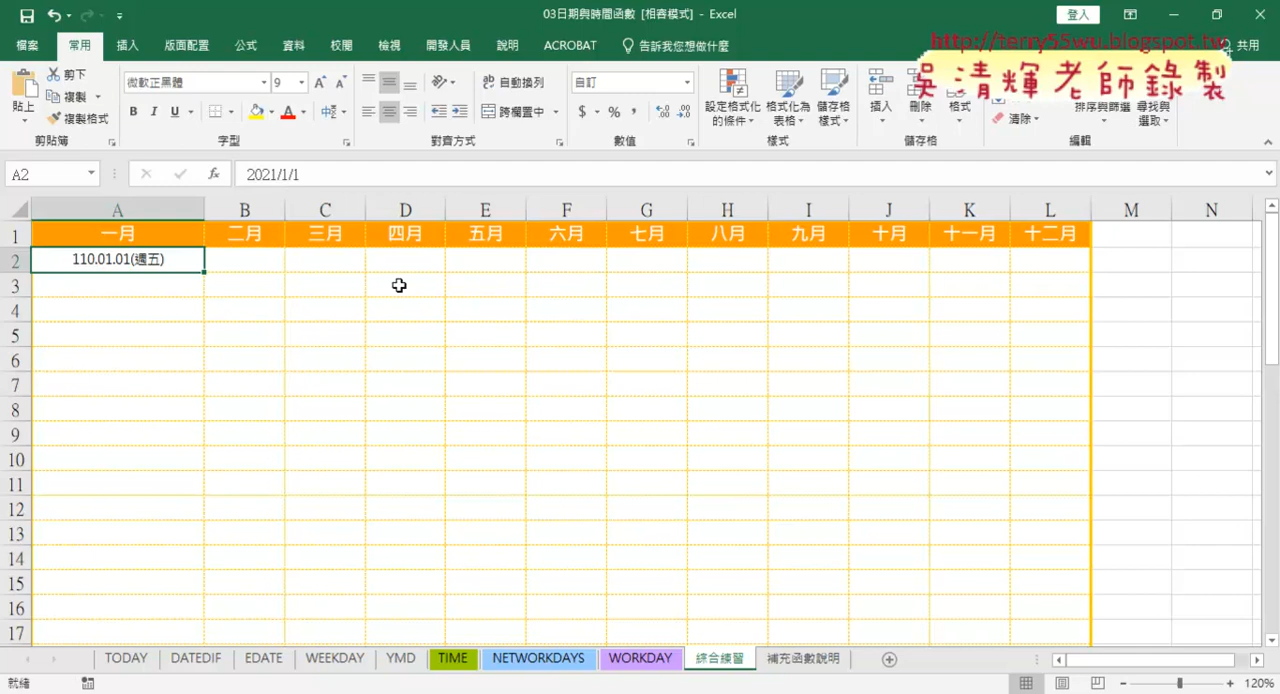 03日期與時間函數 [相容模式] - Excel
登入
檔案 常用 插入 版面配置 公式 資料 校閱 檢視 開發人員 說明 ACROBAT 告訴我您想做什麼 共用
http://terry55wu.blogspot.tw
吳清輝老師錄製
貼上 剪下 複製 複製格式
微軟正黑體 9 A A
B I U A
自動換列
跨欄置中
自訂
$ % ,
設定格式化的條件 格式化為表格 儲存格樣式
插入 刪除 格式
清除 排序與篩選 尋找與選取
剪貼簿 字型 對齊方式 數值 樣式 儲存格 編輯
A2 fx 2021/1/1
A B C D E F G H I J K L M N
1 一月 二月 三月 四月 五月 六月 七月 八月 九月 十月 十一月 十二月
2 110.01.01(週五)
3
4
5
6
7
8
9
10
11
12
13
14
15
16
17
TODAY DATEDIF EDATE WEEKDAY YMD TIME NETWORKDAYS WORKDAY 綜合練習 補充函數說明
就緒 120%